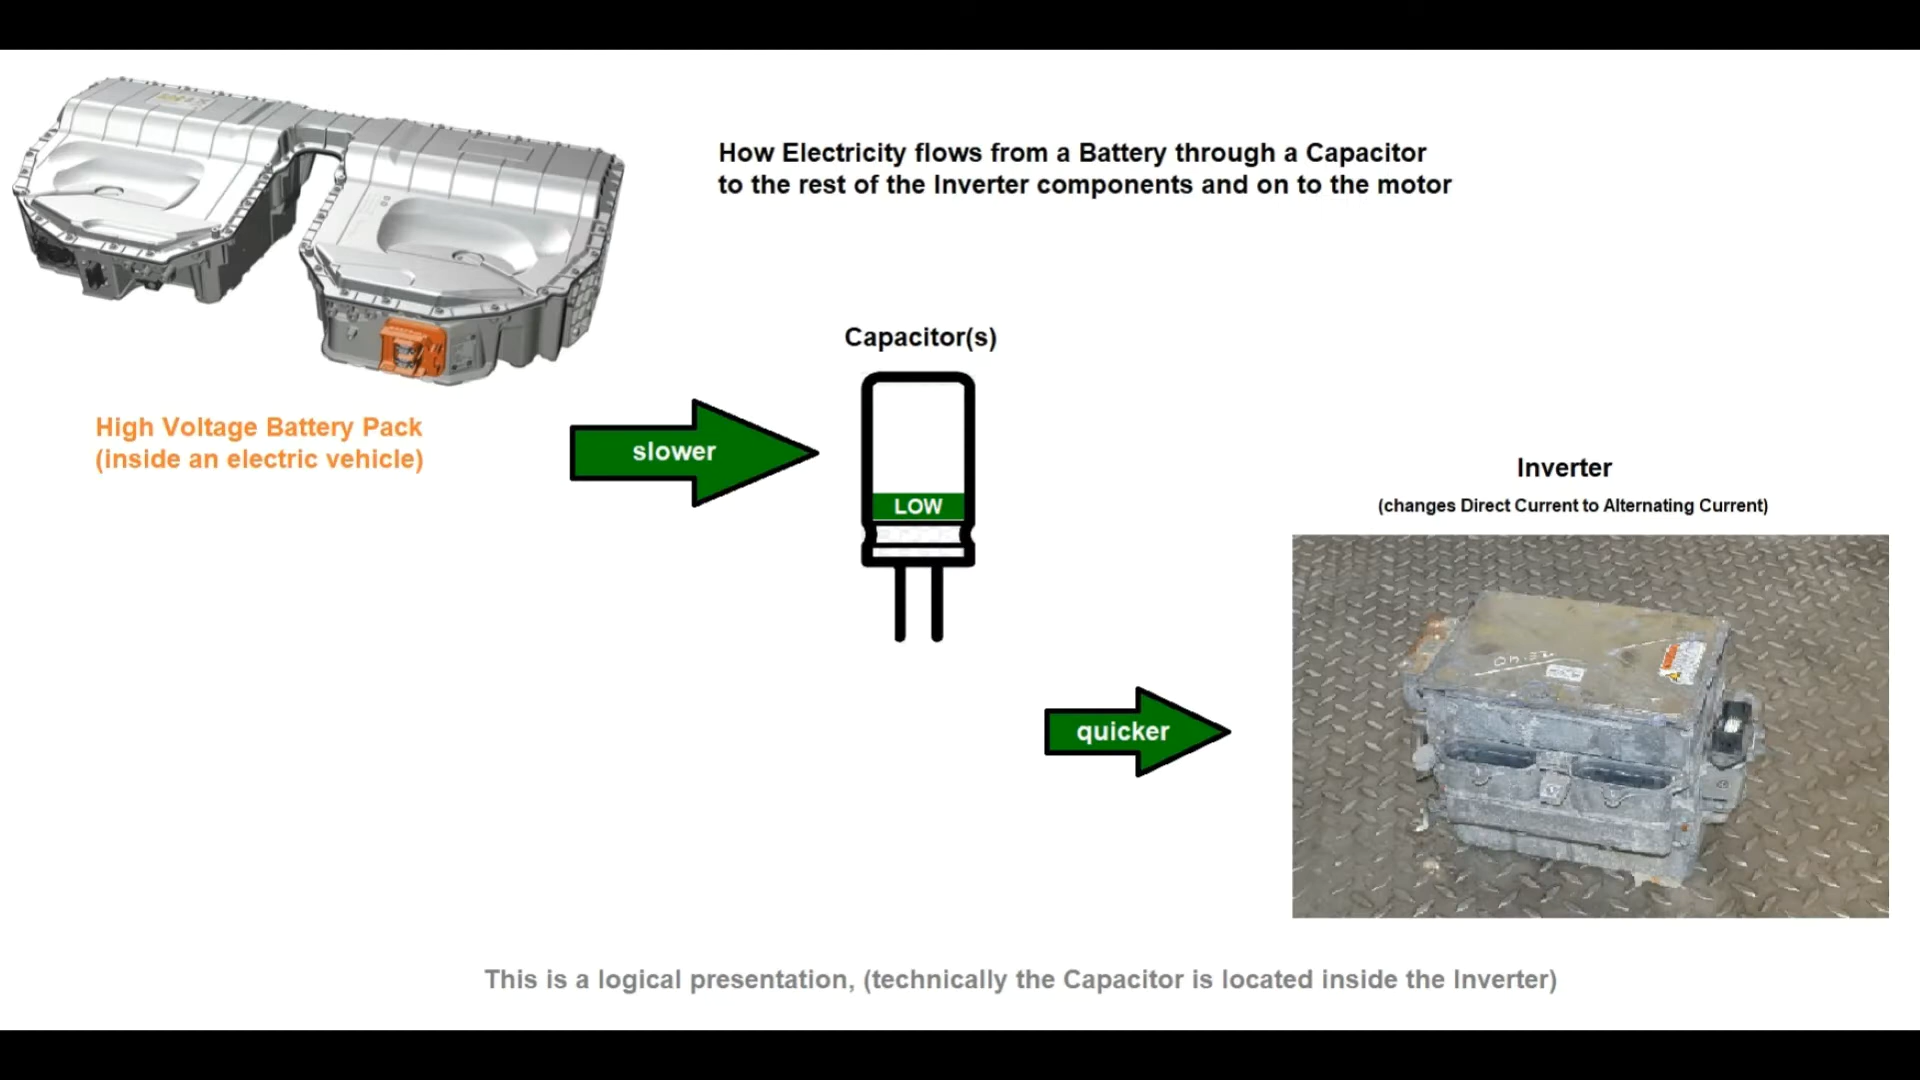 How Electricity flows from a Battery through a Capacitor
to the rest of the Inverter components and on to the motor
Capacitor(s)
High Voltage Battery Pack
(inside an electric vehicle)
slower
LOW
Inverter
(changes Direct Current to Alternating Current)
quicker
This is a logical presentation, (technically the Capacitor is located inside the Inverter)